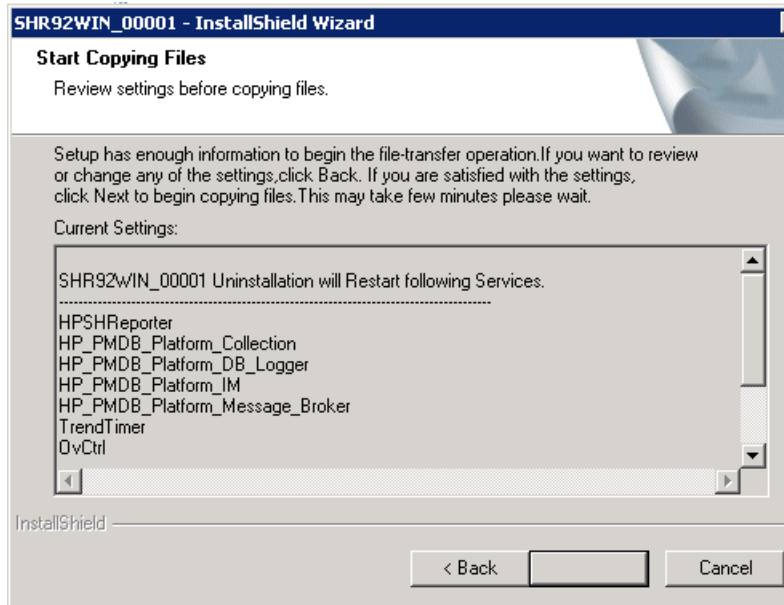 SHR92WIN_00001 - InstallShield Wizard
Start Copying Files
Review settings before copying files.
Setup has enough information to begin the file-transfer operation.If you want to review
or change any of the settings,click Back. If you are satisfied with the settings,
click Next to begin copying files.This may take few minutes please wait.
Current Settings:
SHR92WIN_00001 Uninstallation will Restart following Services.
--------------------------------------------------------------------------------
HPSHReporter
HP_PMDB_Platform_Collection
HP_PMDB_Platform_DB_Logger
HP_PMDB_Platform_IM
HP_PMDB_Platform_Message_Broker
TrendTimer
OvCtrl
InstallShield
< Back
Cancel